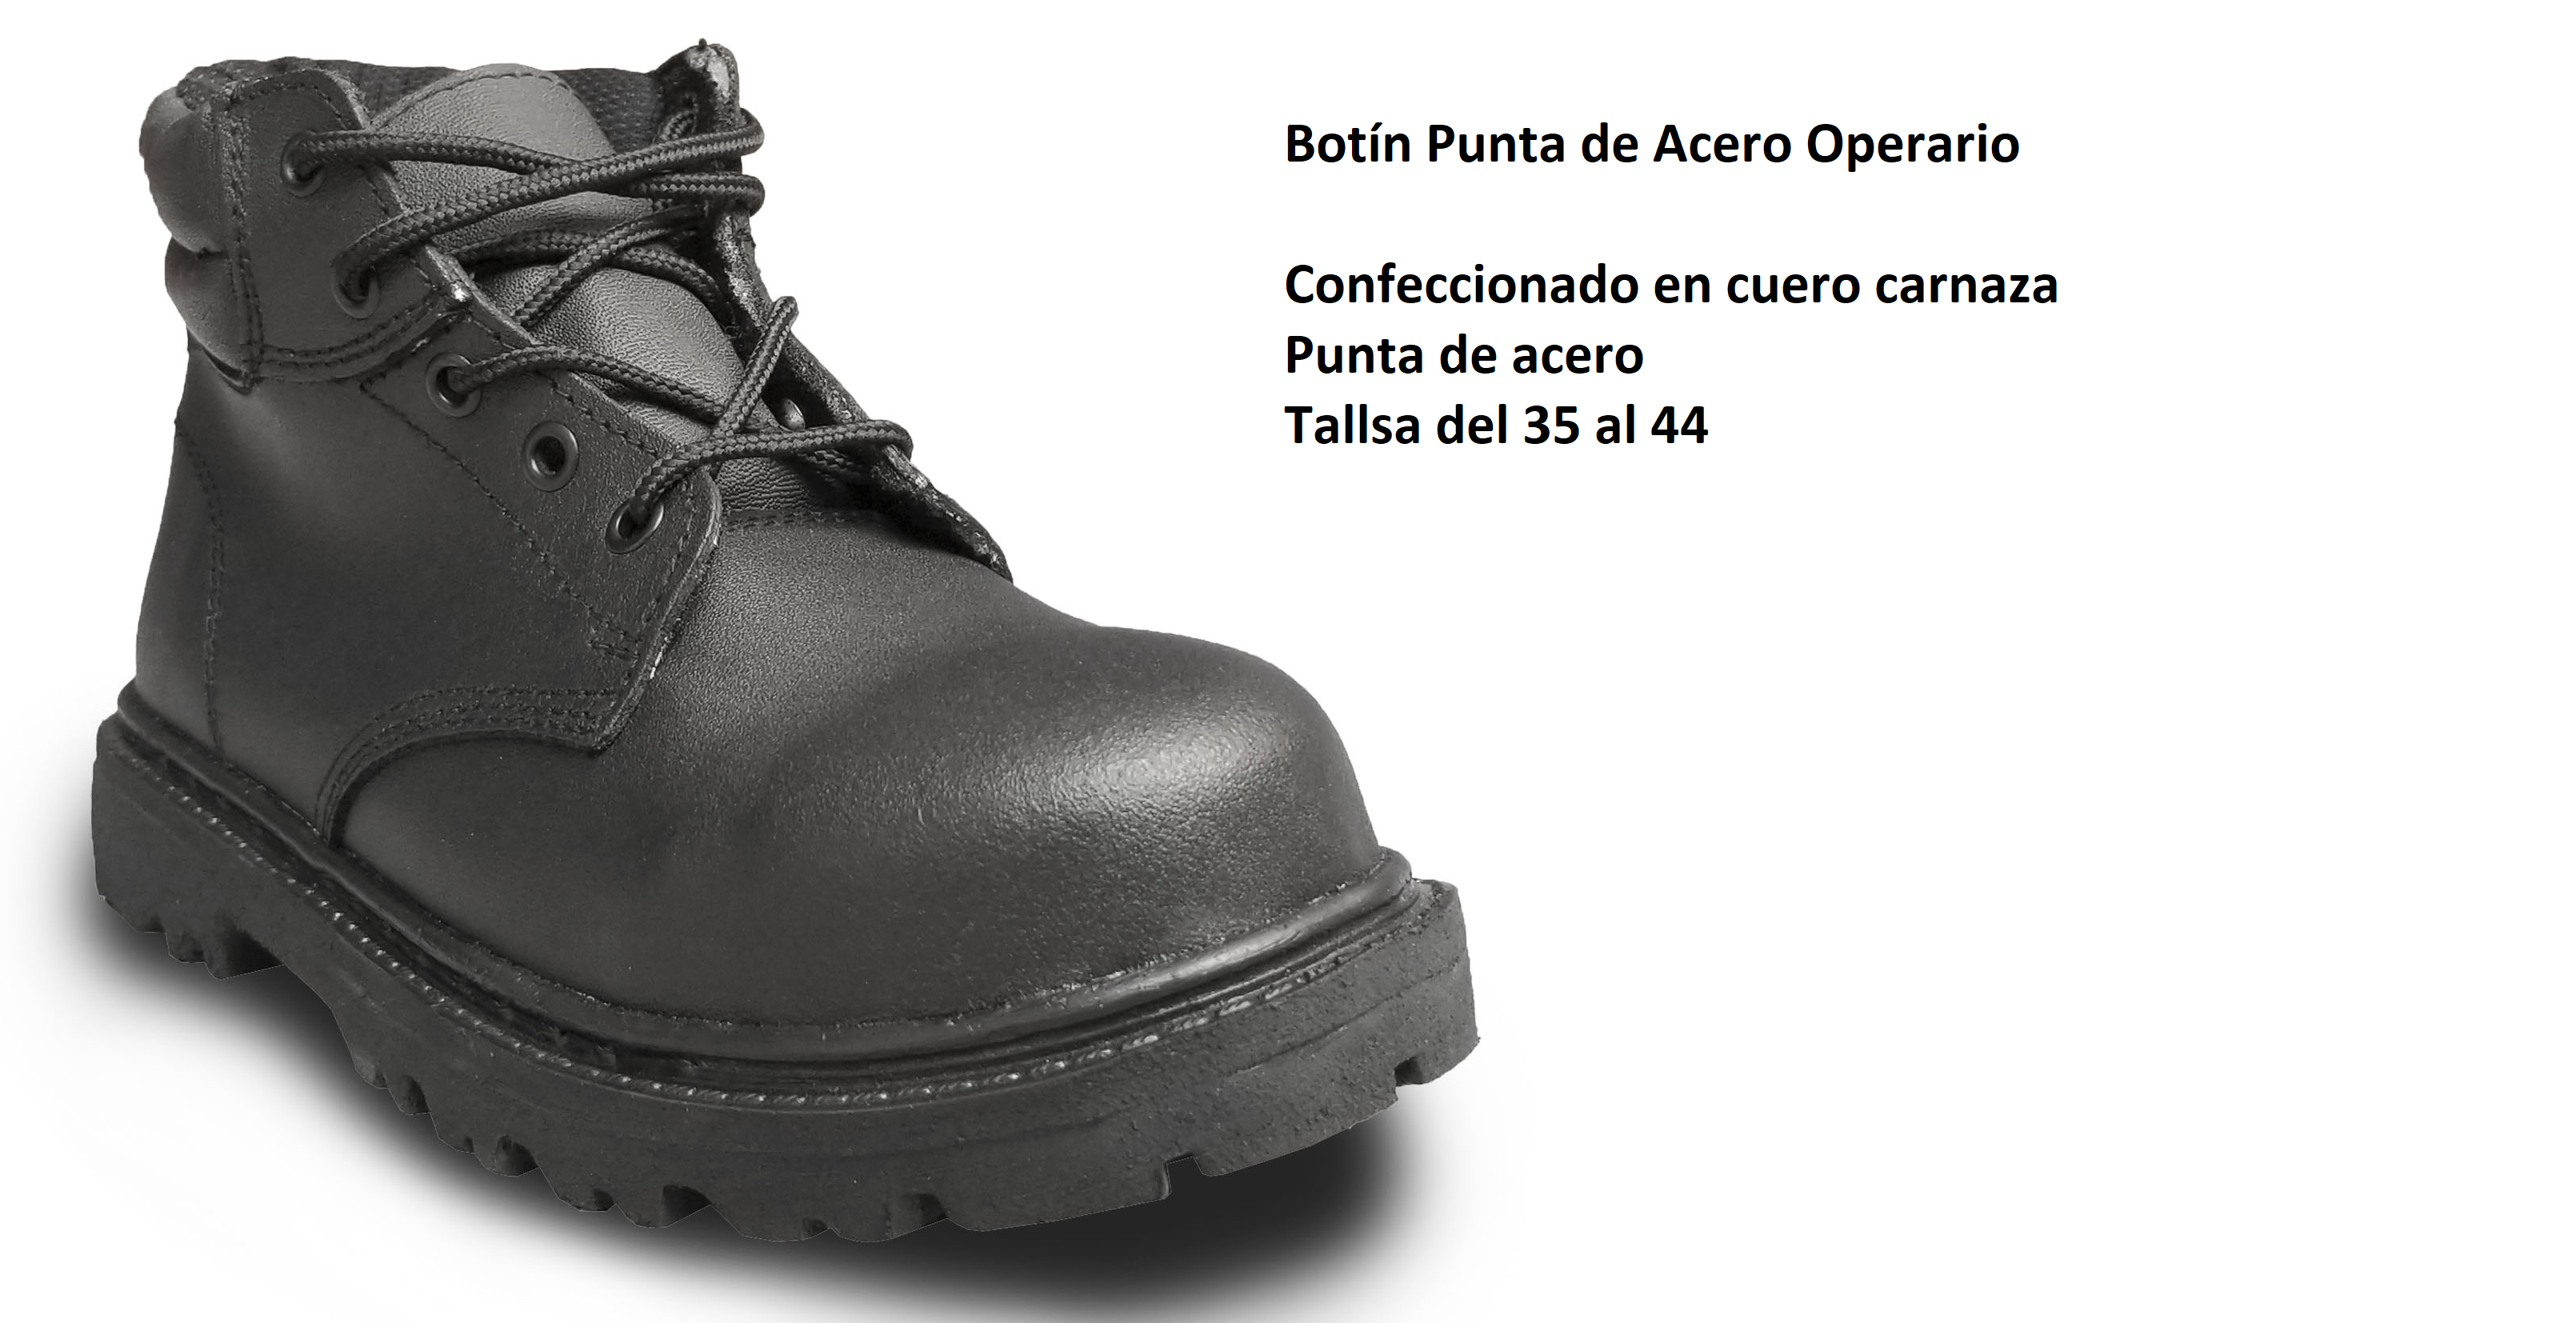 Botín Punta de Acero Operario
Confeccionado en cuero carnaza
Punta de acero
Tallsa del 35 al 44